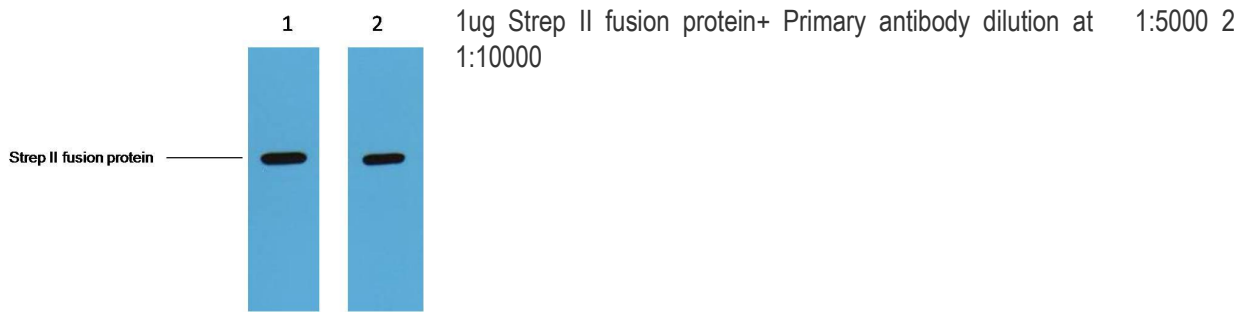 1 2
Strep II fusion protein
1ug Strep II fusion protein+ Primary antibody dilution at 1:5000 2
1:10000